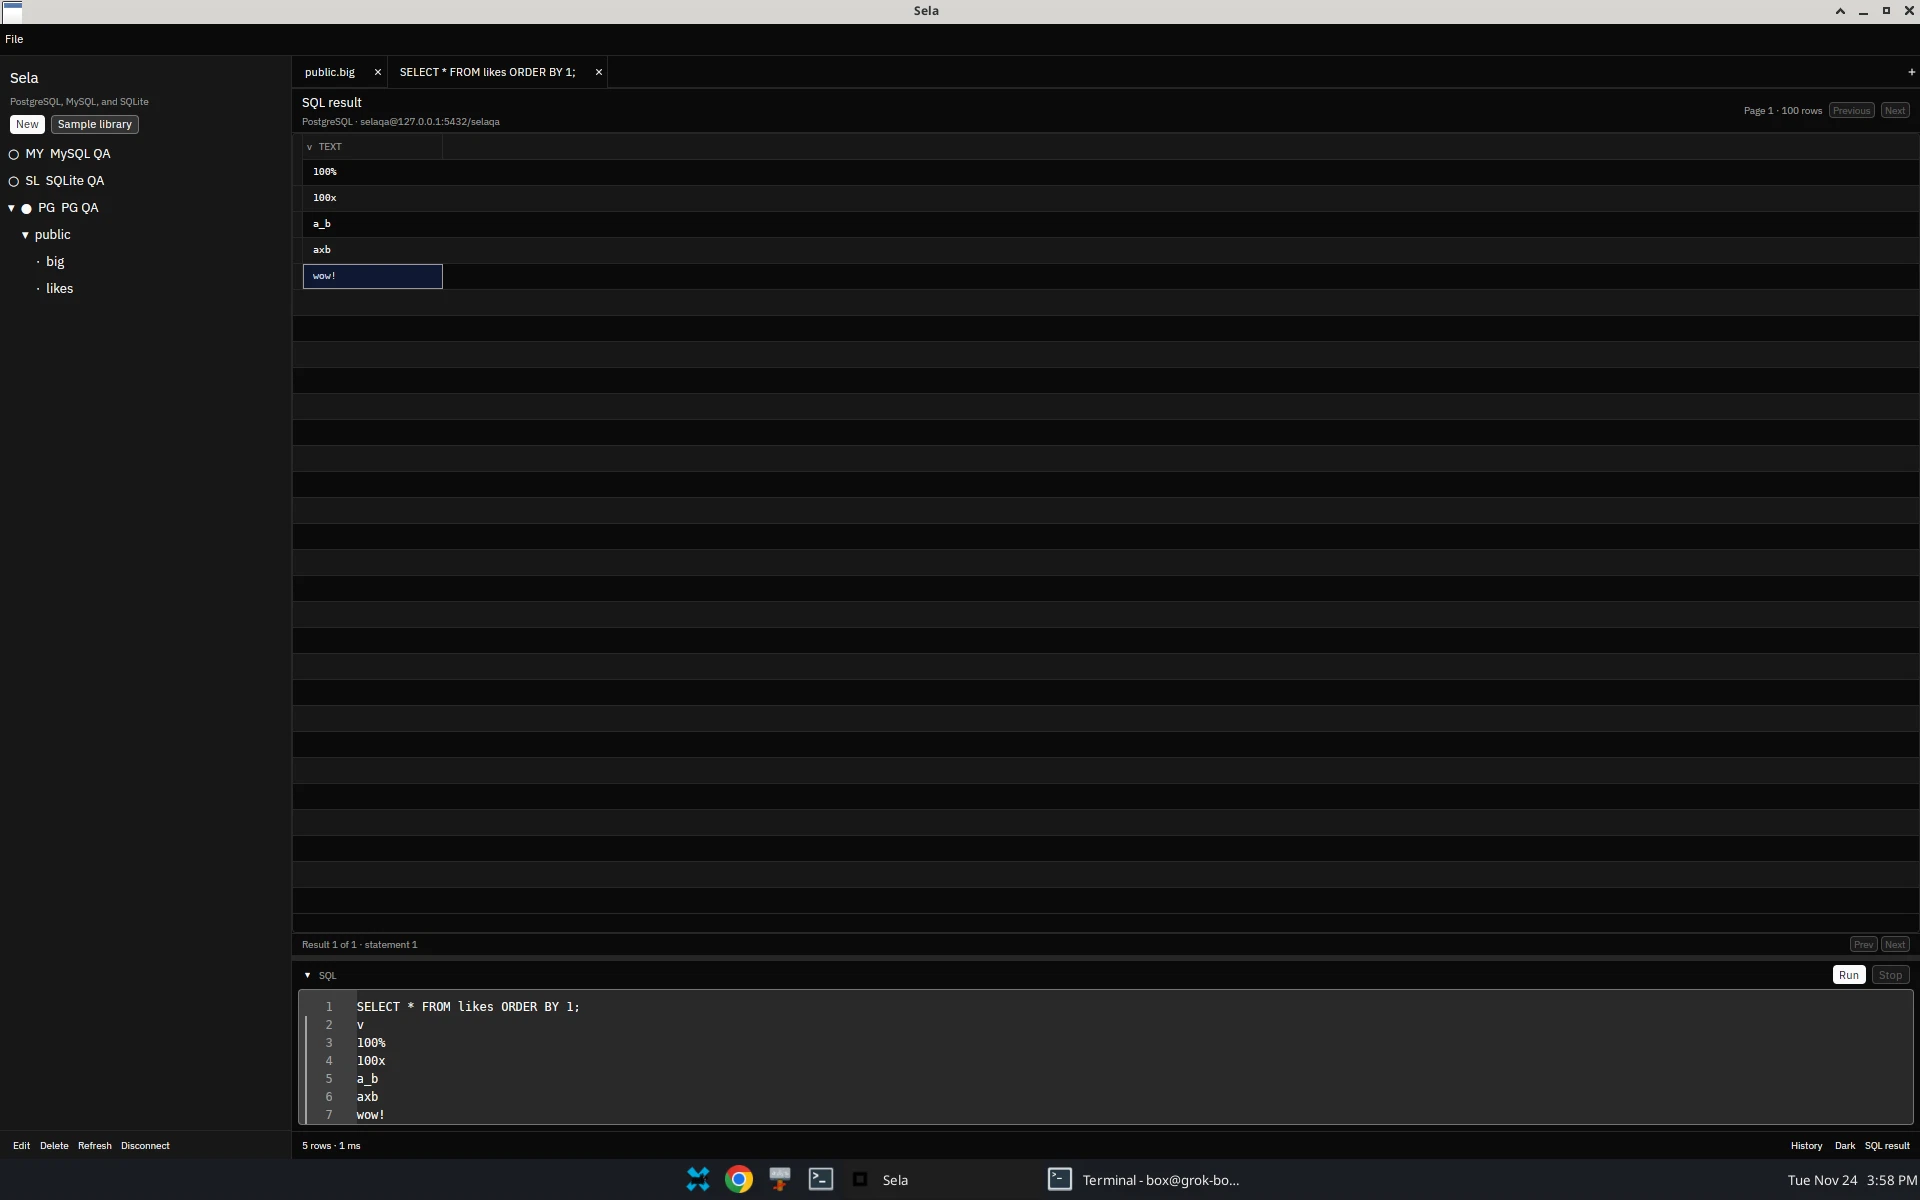 Sela
File
Sela
PostgreSQL, MySQL, and SQLite
New Sample library
MY MySQL QA
SL SQLite QA
▼ PG PG QA
▼ public
· big
· likes
Edit Delete Refresh Disconnect
public.big × SELECT * FROM likes ORDER BY 1; × +
SQL result
PostgreSQL · selaqa@127.0.0.1:5432/selaqa
Page 1 · 100 rows Previous Next
v TEXT
100%
100x
a_b
axb
wow!
Result 1 of 1 · statement 1 Prev Next
▼ SQL Run Stop
1 SELECT * FROM likes ORDER BY 1;
2 v
3 100%
4 100x
5 a_b
6 axb
7 wow!
5 rows · 1 ms History Dark SQL result
Sela Terminal - box@grok-bo... Tue Nov 24 3:58 PM